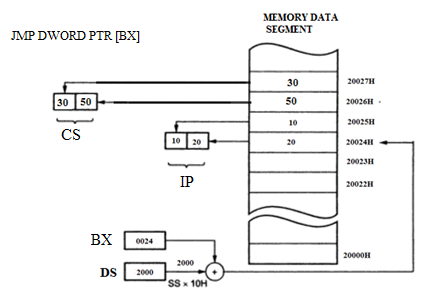 MEMORY DATA
SEGMENT
JMP DWORD PTR [BX]
30 20027H
30 50 50 20026H
CS 10 20025H
10 20 20 20024H
20023H
IP 20022H
BX 0024
DS 2000 2000 + 20000H
SS × 10H